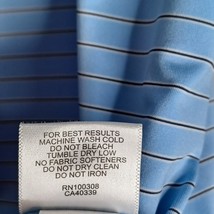 FOR BEST RESULTS
MACHINE WASH COLD
DO NOT BLEACH
TUMBLE DRY LOW
NO FABRIC SOFTENERS
DO NOT DRY CLEAN
DO NOT IRON
RN100308
CA40339